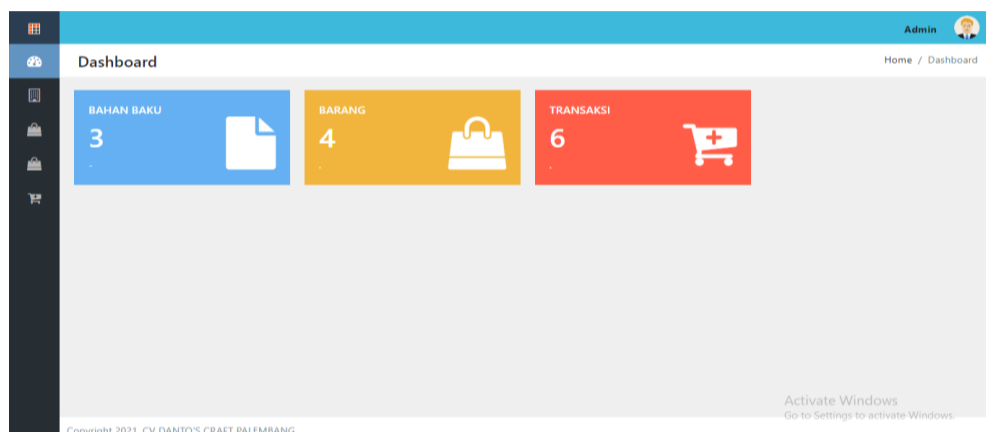 Admin
Dashboard
Home / Dashboard
BAHAN BAKU
3
BARANG
4
TRANSAKSI
6
Activate Windows
Go to Settings to activate Windows.
Copyright 2021. CV DANTO'S CRAFT PALEMBANG